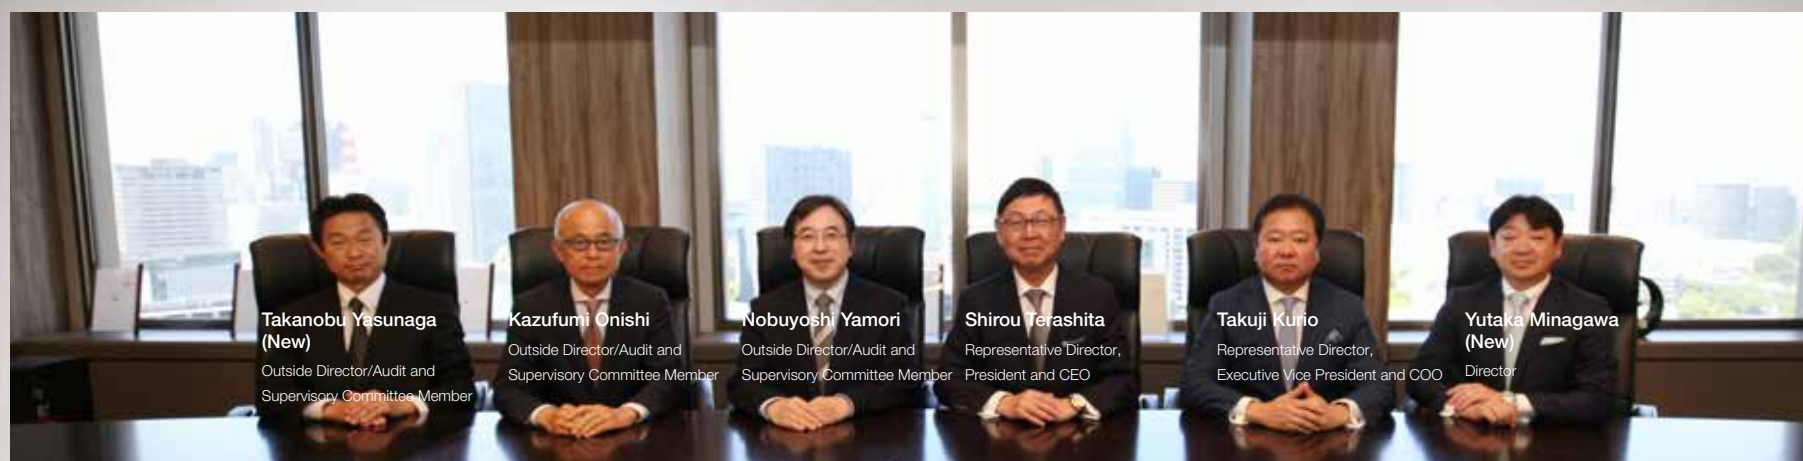 Takanobu Yasunaga
(New)
Outside Director/Audit and
Supervisory Committee Member
Kazufumi Onishi
Outside Director/Audit and
Supervisory Committee Member
Nobuyoshi Yamori
Outside Director/Audit and
Supervisory Committee Member
Shirou Terashita
Representative Director,
President and CEO
Takuji Kurio
Representative Director,
Executive Vice President and COO
Yutaka Minagawa
(New)
Director